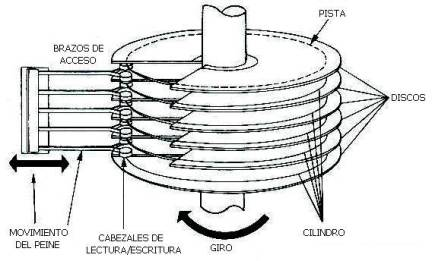 PISTA
BRAZOS DE
ACCESO
DISCOS
MOVIMIENTO
DEL PEINE
CABEZALES DE
LECTURA/ESCRITURA
GIRO
CILINDRO